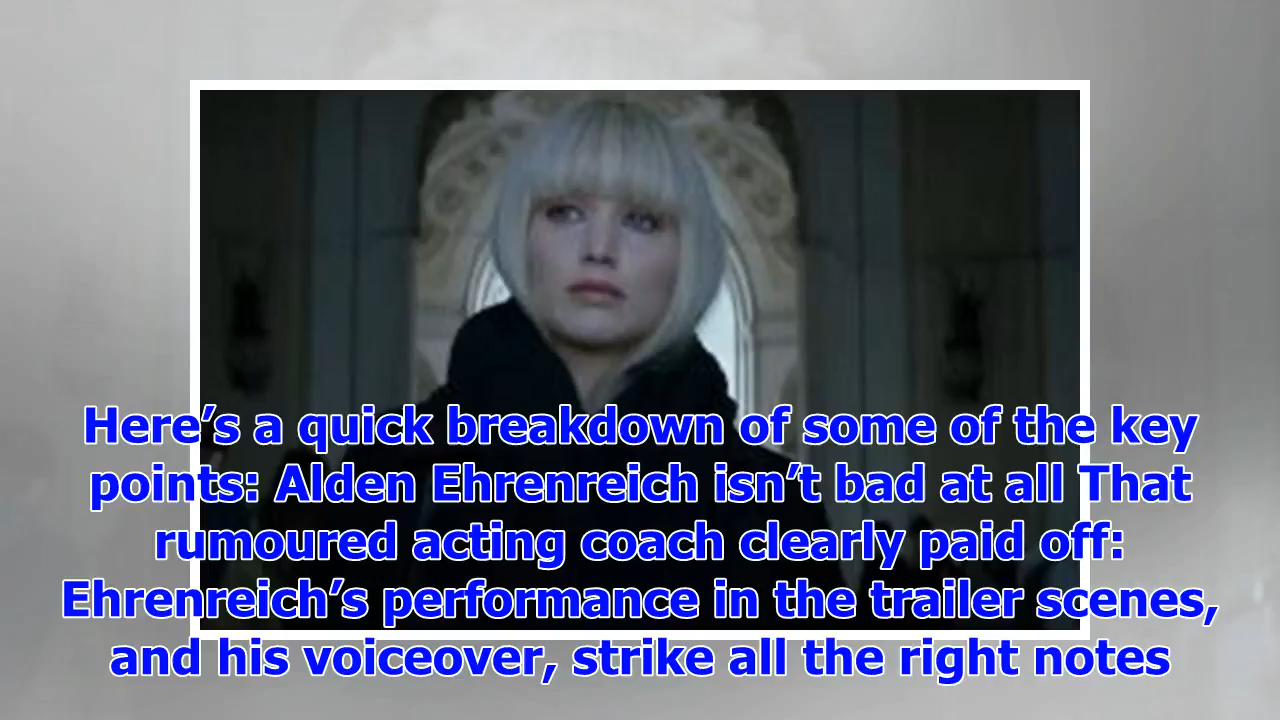 Here’s a quick breakdown of some of the key
points: Alden Ehrenreich isn’t bad at all That
rumoured acting coach clearly paid off:
Ehrenreich’s performance in the trailer scenes,
and his voiceover, strike all the right notes